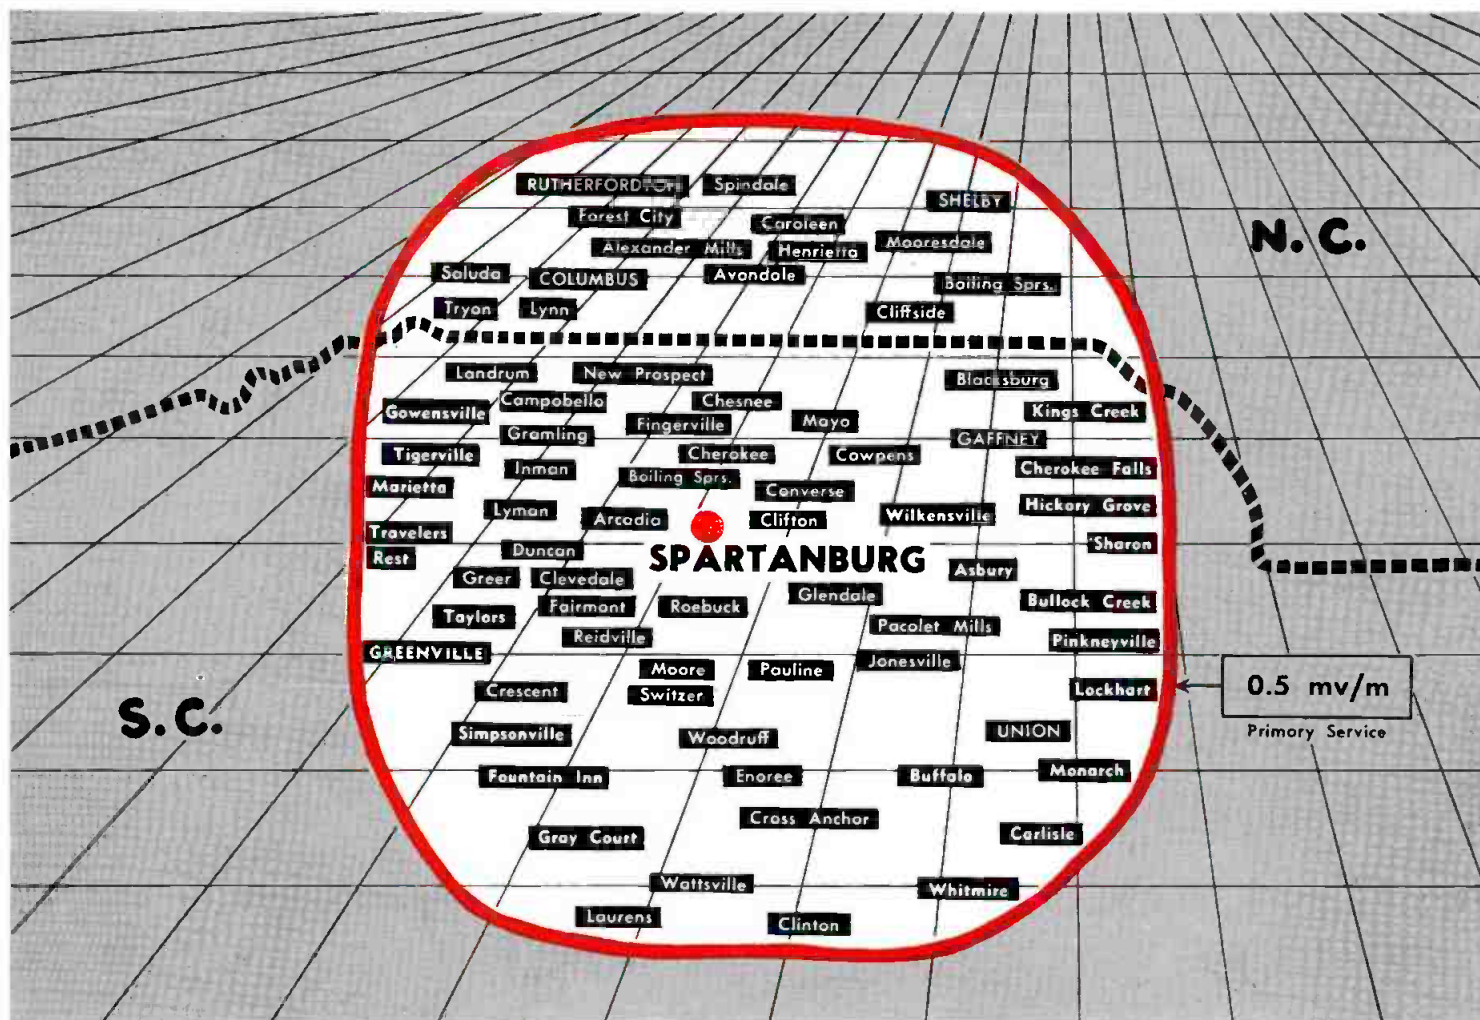 RUTHERFORDTON
Spindale
SHELBY
Forest City
Caroleen
N. C.
Alexander Mills
Henrietta
Mooresdale
Saluda
COLUMBUS
Avondale
Boiling Sprs.
Tryon
Lynn
Cliffside
Landrum
New Prospect
Blacksburg
Gowensville
Campobello
Chesnee
Kings Creek
Fingerville
Mayo
Gramling
GAFFNEY
Tigerville
Cherokee
Cowpens
Inman
Cherokee Falls
Marietta
Boiling Sprs.
Converse
Hickory Grove
Lyman
Arcadia
Clifton
Wilkensville
Travelers
Rest
Sharon
Duncan
SPARTANBURG
Asbury
Greer
Clevedale
Glendale
Bullock Creek
Taylors
Fairmont
Roebuck
Pacolet Mills
Reidville
Pinkneyville
GREENVILLE
Moore
Pauline
Jonesville
Crescent
Switzer
Lockhart
0.5 mv/m
Primary Service
S. C.
Simpsonville
Woodruff
UNION
Fountain Inn
Enoree
Buffalo
Monarch
Cross Anchor
Gray Court
Carlisle
Wattsville
Whitmire
Laurens
Clinton